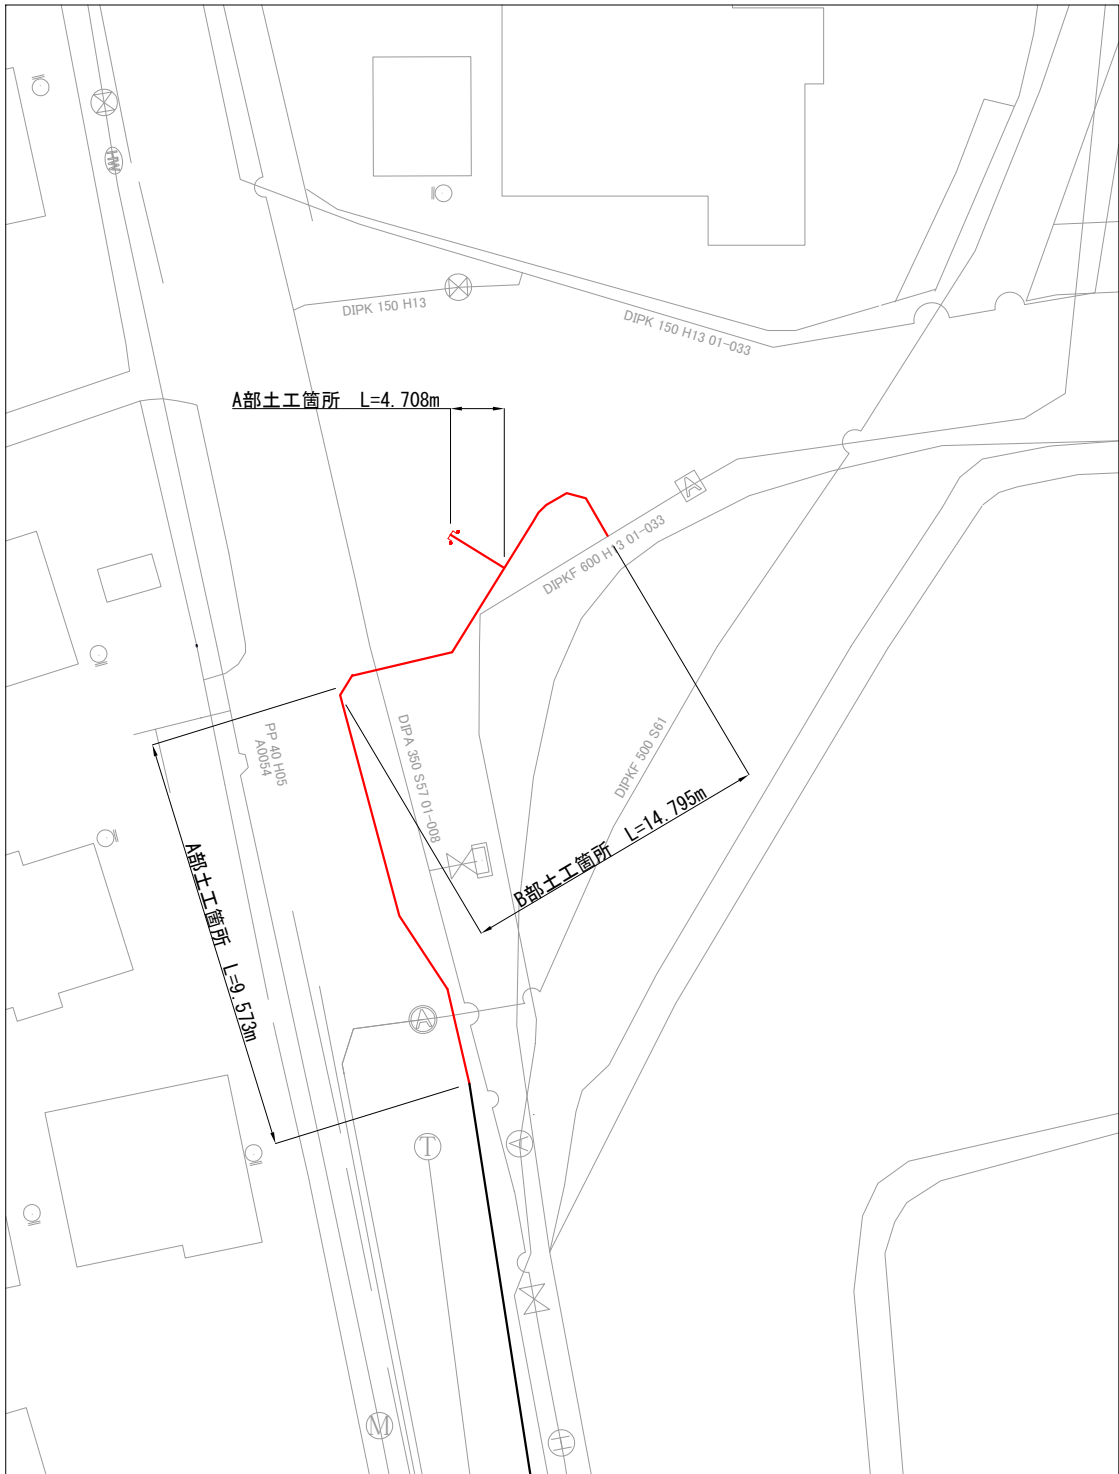 HW
DIPK 150 H13
DIPK 150 H13 01-033
A部土工箇所　L=4.708m
A
DIPKF 600 H13 01-033
PP 40 H05
A0054
DIPA 350 S57 01-008
DIPKF 500 S61
B部土工箇所　L=14.795m
A部土工箇所　L=9.573m
A
T
A
M
H